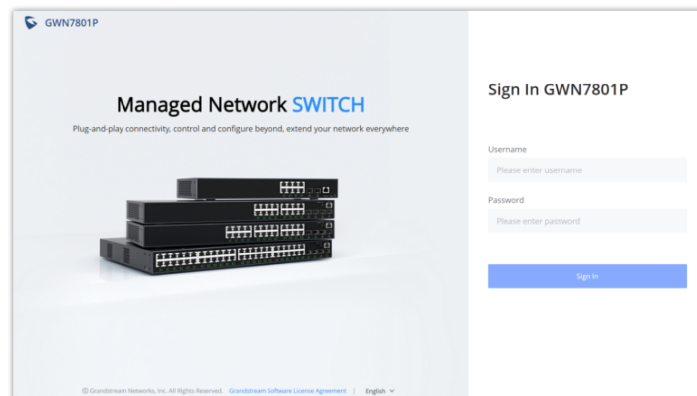 GWN7801P
Managed Network SWITCH
Plug-and-play connectivity, control and configure beyond, extend your network everywhere
Sign In GWN7801P
Username
Please enter username
Password
Please enter password
Sign In
© Grandstream Networks, Inc. All Rights Reserved. Grandstream Software License Agreement | English